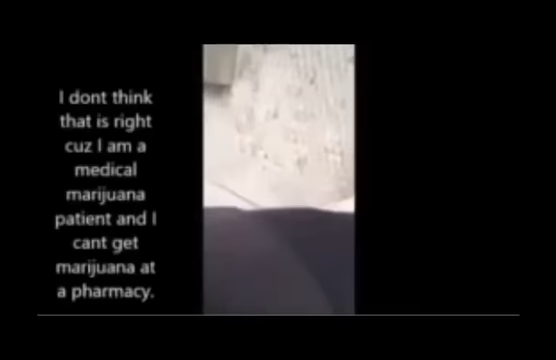 I dont think
that is right
cuz I am a
medical
marijuana
patient and I
cant get
marijuana at
a pharmacy.